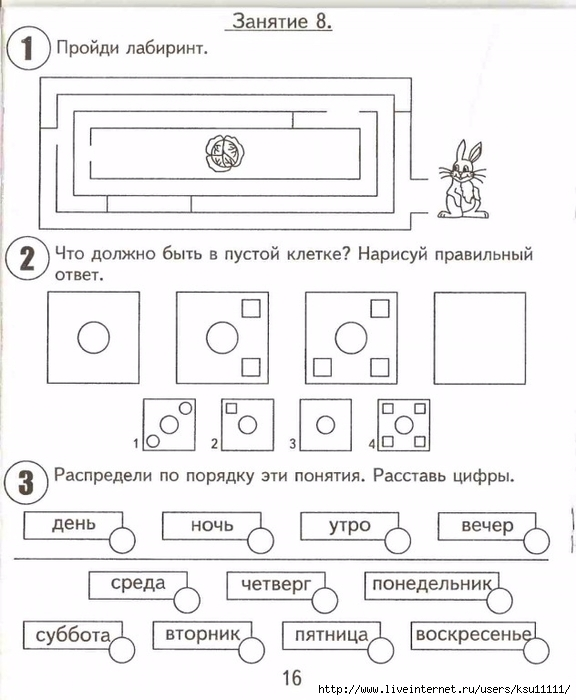 Занятие 8.
1 Пройди лабиринт.
2 Что должно быть в пустой клетке? Нарисуй правильный
ответ.
1 2 3 4
3 Распредели по порядку эти понятия. Расставь цифры.
день ночь утро вечер
среда четверг понедельник
суббота вторник пятница воскресенье
16
http://www.liveinternet.ru/users/ksu11111/